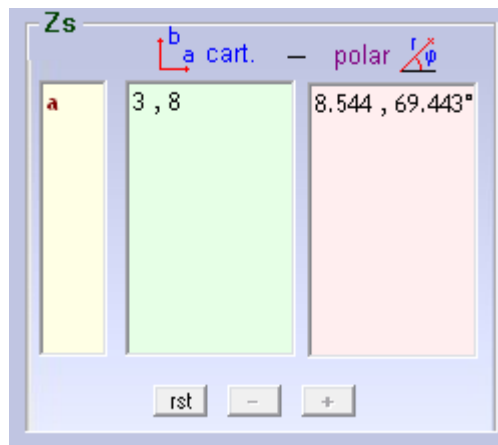 Zs
b
a cart. – polar r φ
a 3 , 8 8.544 , 69.443°
rst - +